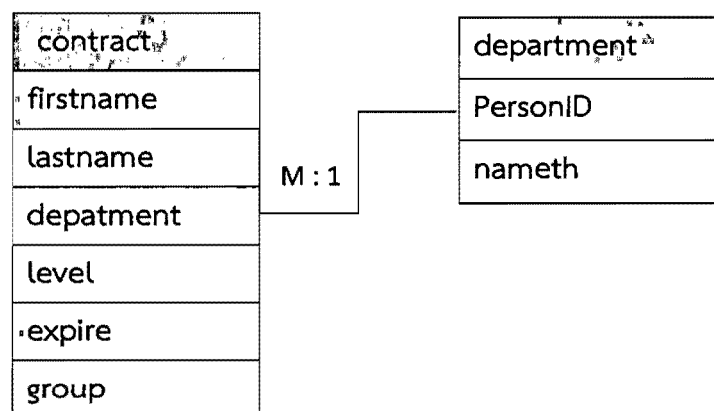 contract
firstname
lastname
depatment
level
expire
group
M : 1
department
PersonID
nameth